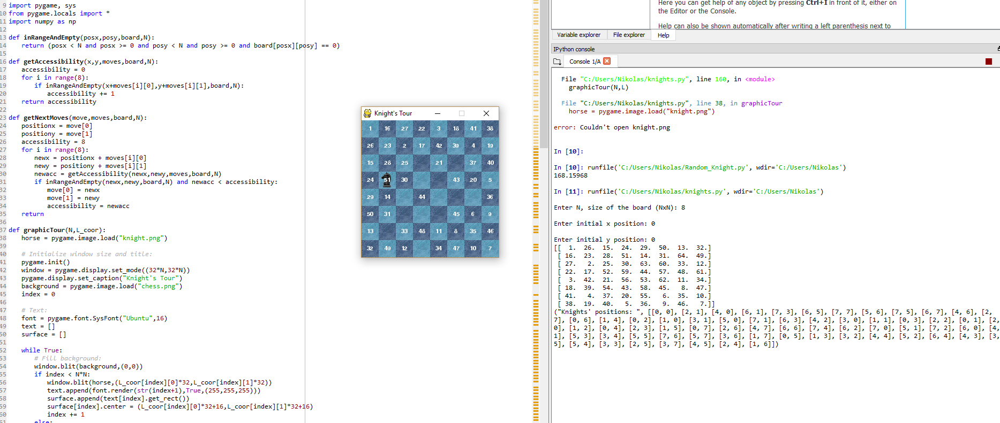 9 import pygame, sys
10 from pygame.locals import *
11 import numpy as np
12
13 def inRangeAndEmpty(posx,posy,board,N):
14 return (posx < N and posx >= 0 and posy < N and posy >= 0 and board[posx][posy] == 0)
15
16 def getAccessibility(x,y,moves,board,N):
17 accessibility = 0
18 for i in range(8):
19 if inRangeAndEmpty(x+moves[i][0],y+moves[i][1],board,N):
20 accessibility += 1
21 return accessibility
22
23 def getNextMoves(move,moves,board,N):
24 positionx = move[0]
25 positiony = move[1]
26 accessibility = 8
27 for i in range(8):
28 newx = positionx + moves[i][0]
29 newy = positiony + moves[i][1]
30 newacc = getAccessibility(newx,newy,moves,board,N)
31 if inRangeAndEmpty(newx,newy,board,N) and newacc < accessibility:
32 move[0] = newx
33 move[1] = newy
34 accessibility = newacc
35 return
36
37 def graphicTour(N,L_coor):
38 horse = pygame.image.load("knight.png")
39
40 # Initialize window size and title:
41 pygame.init()
42 window = pygame.display.set_mode((32*N,32*N))
43 pygame.display.set_caption("Knight's Tour")
44 background = pygame.image.load("chess.png")
45 index = 0
46
47 # Text:
48 font = pygame.font.SysFont("Ubuntu",16)
49 text = []
50 surface = []
51
52 while True:
53 # Fill background:
54 window.blit(background,(0,0))
55 if index < N*N:
56 window.blit(horse,(L_coor[index][0]*32,L_coor[index][1]*32))
57 text.append(font.render(str(index+1),True,(255,255,255)))
58 surface.append(text[index].get_rect())
59 surface[index].center = (L_coor[index][0]*32+16,L_coor[index][1]*32+16)
60 index += 1
61 else:
Knight's Tour
1 16 27 22 3 18 41 38
26 23 2 17 42 39 4 19
15 28 25 21 37 40
24 51 30 43 20 5
29 14 44 36
50 31 45 6 9
13 33 48 11 8 35 46
32 49 12 34 47 10 7
Here you can get help of any object by pressing Ctrl+I in front of it, either on
the Editor or the Console.
Help can also be shown automatically after writing a left parenthesis next to
Variable explorer File explorer Help
IPython console
Console 1/A
File "C:/Users/Nikolas/knights.py", line 160, in <module>
graphicTour(N,L)
File "C:/Users/Nikolas/knights.py", line 38, in graphicTour
horse = pygame.image.load("knight.png")
error: Couldn't open knight.png
In [10]:
In [10]: runfile('C:/Users/Nikolas/Random_Knight.py', wdir='C:/Users/Nikolas')
168.15968
In [11]: runfile('C:/Users/Nikolas/knights.py', wdir='C:/Users/Nikolas')
Enter N, size of the board (NxN): 8
Enter initial x position: 0
Enter initial y position: 0
[[ 1. 26. 15. 24. 29. 50. 13. 32.]
[ 16. 23. 28. 51. 14. 31. 64. 49.]
[ 27. 2. 25. 30. 63. 60. 33. 12.]
[ 22. 17. 52. 59. 44. 57. 48. 61.]
[ 3. 42. 21. 56. 53. 62. 11. 34.]
[ 18. 39. 54. 43. 58. 45. 8. 47.]
[ 41. 4. 37. 20. 55. 6. 35. 10.]
[ 38. 19. 40. 5. 36. 9. 46. 7.]]
("Knights' positions: ", [[0, 0], [2, 1], [4, 0], [6, 1], [7, 3], [6, 5], [7, 7], [5, 6], [7, 5], [6, 7], [4, 6], [2,
7], [0, 6], [1, 4], [0, 2], [1, 0], [3, 1], [5, 0], [7, 1], [6, 3], [4, 2], [3, 0], [1, 1], [0, 3], [2, 2], [0, 1], [2,
0], [1, 2], [0, 4], [2, 3], [1, 5], [0, 7], [2, 6], [4, 7], [6, 6], [7, 4], [6, 2], [7, 0], [5, 1], [7, 2], [6, 0], [4,
1], [5, 3], [3, 4], [5, 5], [7, 6], [5, 7], [3, 6], [1, 7], [0, 5], [1, 3], [3, 2], [4, 4], [5, 2], [6, 4], [4, 3], [3,
5], [5, 4], [3, 3], [2, 5], [3, 7], [4, 5], [2, 4], [1, 6]])